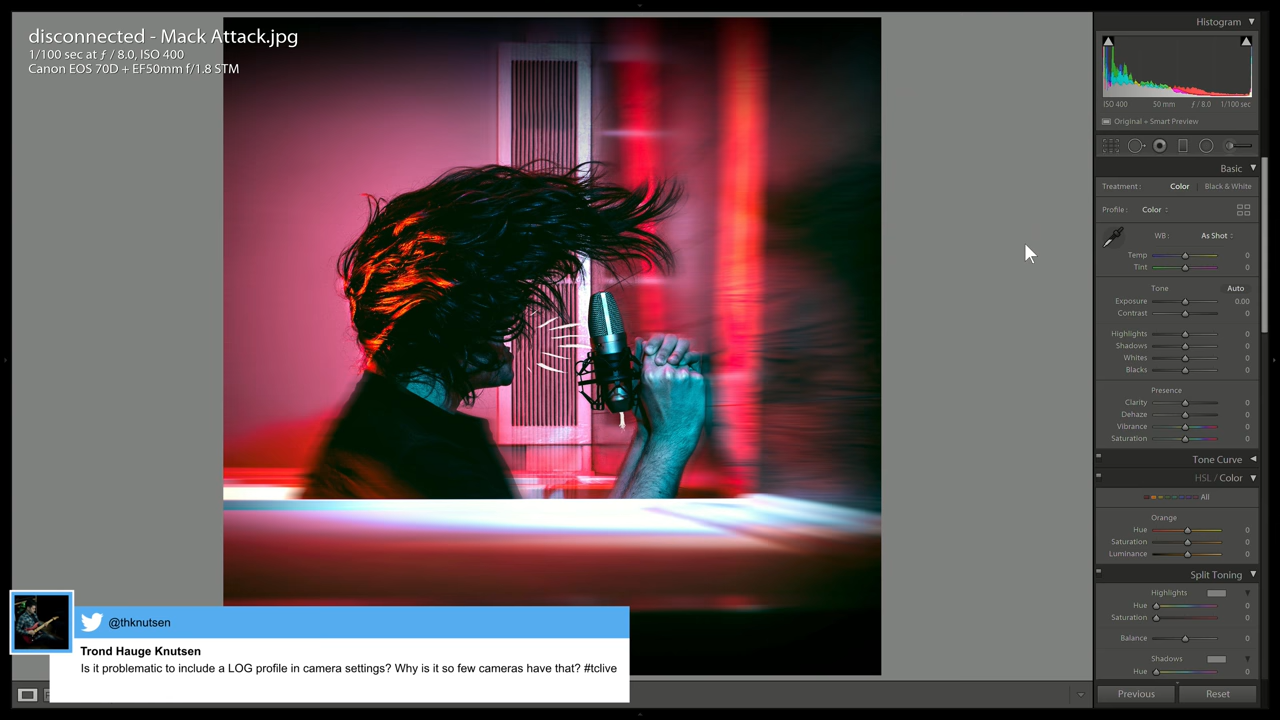 disconnected - Mack Attack.jpg
1/100 sec at ƒ / 8.0, ISO 400
Canon EOS 70D + EF50mm f/1.8 STM
Histogram
ISO 400 50 mm ƒ / 8.0 1/100 sec
Original + Smart Preview
Basic
Treatment : Color Black & White
Profile : Color
WB : As Shot
Temp 0
Tint 0
Tone Auto
Exposure 0.00
Contrast 0
Highlights 0
Shadows 0
Whites 0
Blacks 0
Presence
Clarity 0
Dehaze 0
Vibrance 0
Saturation 0
Tone Curve
HSL / Color
All
Orange
Hue 0
Saturation 0
Luminance 0
Split Toning
Highlights
Hue 0
Saturation 0
Balance 0
Shadows
Hue 0
Previous Reset
@thknutsen
Trond Hauge Knutsen
Is it problematic to include a LOG profile in camera settings? Why is it so few cameras have that? #tclive